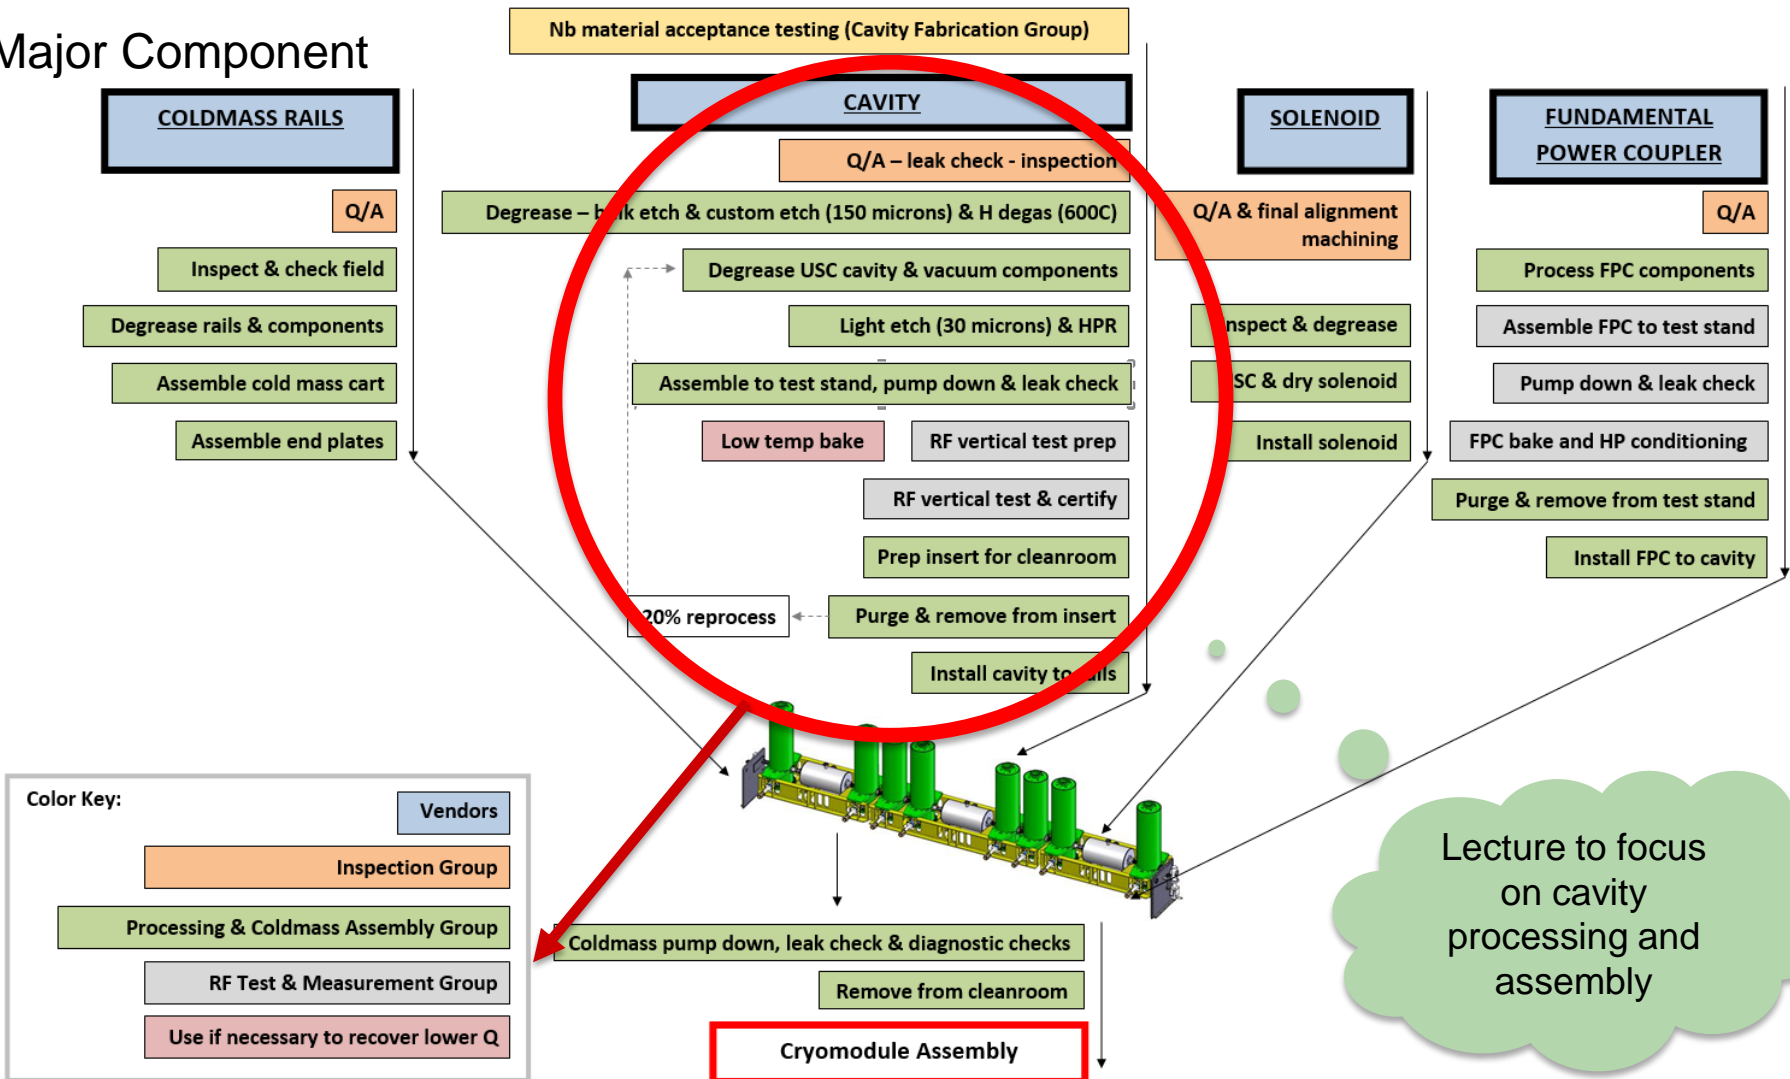 Major Component
Nb material acceptance testing (Cavity Fabrication Group)
COLDMASS RAILS
Q/A
Inspect & check field
Degrease rails & components
Assemble cold mass cart
Assemble end plates
CAVITY
Q/A – leak check - inspection
Degrease – bulk etch & custom etch (150 microns) & H degas (600C)
Degrease USC cavity & vacuum components
Light etch (30 microns) & HPR
Assemble to test stand, pump down & leak check
Low temp bake
RF vertical test prep
RF vertical test & certify
Prep insert for cleanroom
20% reprocess
Purge & remove from insert
Install cavity to rails
SOLENOID
Q/A & final alignment
machining
Inspect & degrease
USC & dry solenoid
Install solenoid
FUNDAMENTAL
POWER COUPLER
Q/A
Process FPC components
Assemble FPC to test stand
Pump down & leak check
FPC bake and HP conditioning
Purge & remove from test stand
Install FPC to cavity
Color Key:
Vendors
Inspection Group
Processing & Coldmass Assembly Group
RF Test & Measurement Group
Use if necessary to recover lower Q
Coldmass pump down, leak check & diagnostic checks
Remove from cleanroom
Cryomodule Assembly
Lecture to focus
on cavity
processing and
assembly